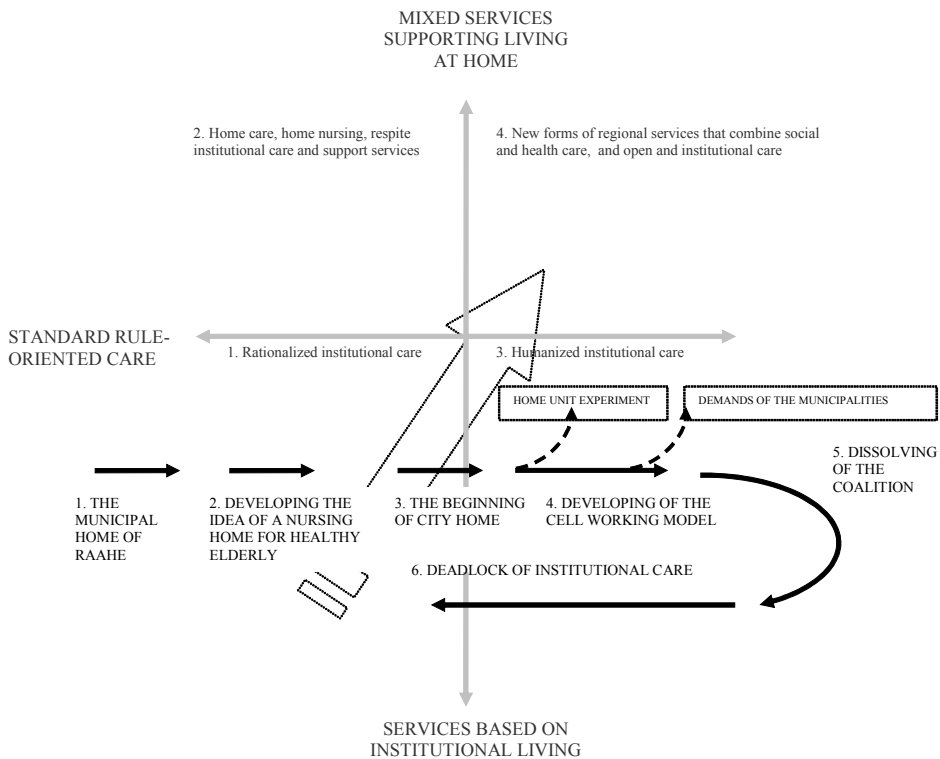 MIXED SERVICES
SUPPORTING LIVING
AT HOME
2. Home care, home nursing, respite
institutional care and support services
4. New forms of regional services that combine social
and health care, and open and institutional care
STANDARD RULE-
ORIENTED CARE
1. Rationalized institutional care
3. Humanized institutional care
HOME UNIT EXPERIMENT
DEMANDS OF THE MUNICIPALITIES
1. THE
MUNICIPAL
HOME OF
RAAHE
2. DEVELOPING THE
IDEA OF A NURSING
HOME FOR HEALTHY
ELDERLY
3. THE BEGINNING
OF CITY HOME
4. DEVELOPING OF THE
CELL WORKING MODEL
5. DISSOLVING
OF THE
COALITION
6. DEADLOCK OF INSTITUTIONAL CARE
SERVICES BASED ON
INSTITUTIONAL LIVING